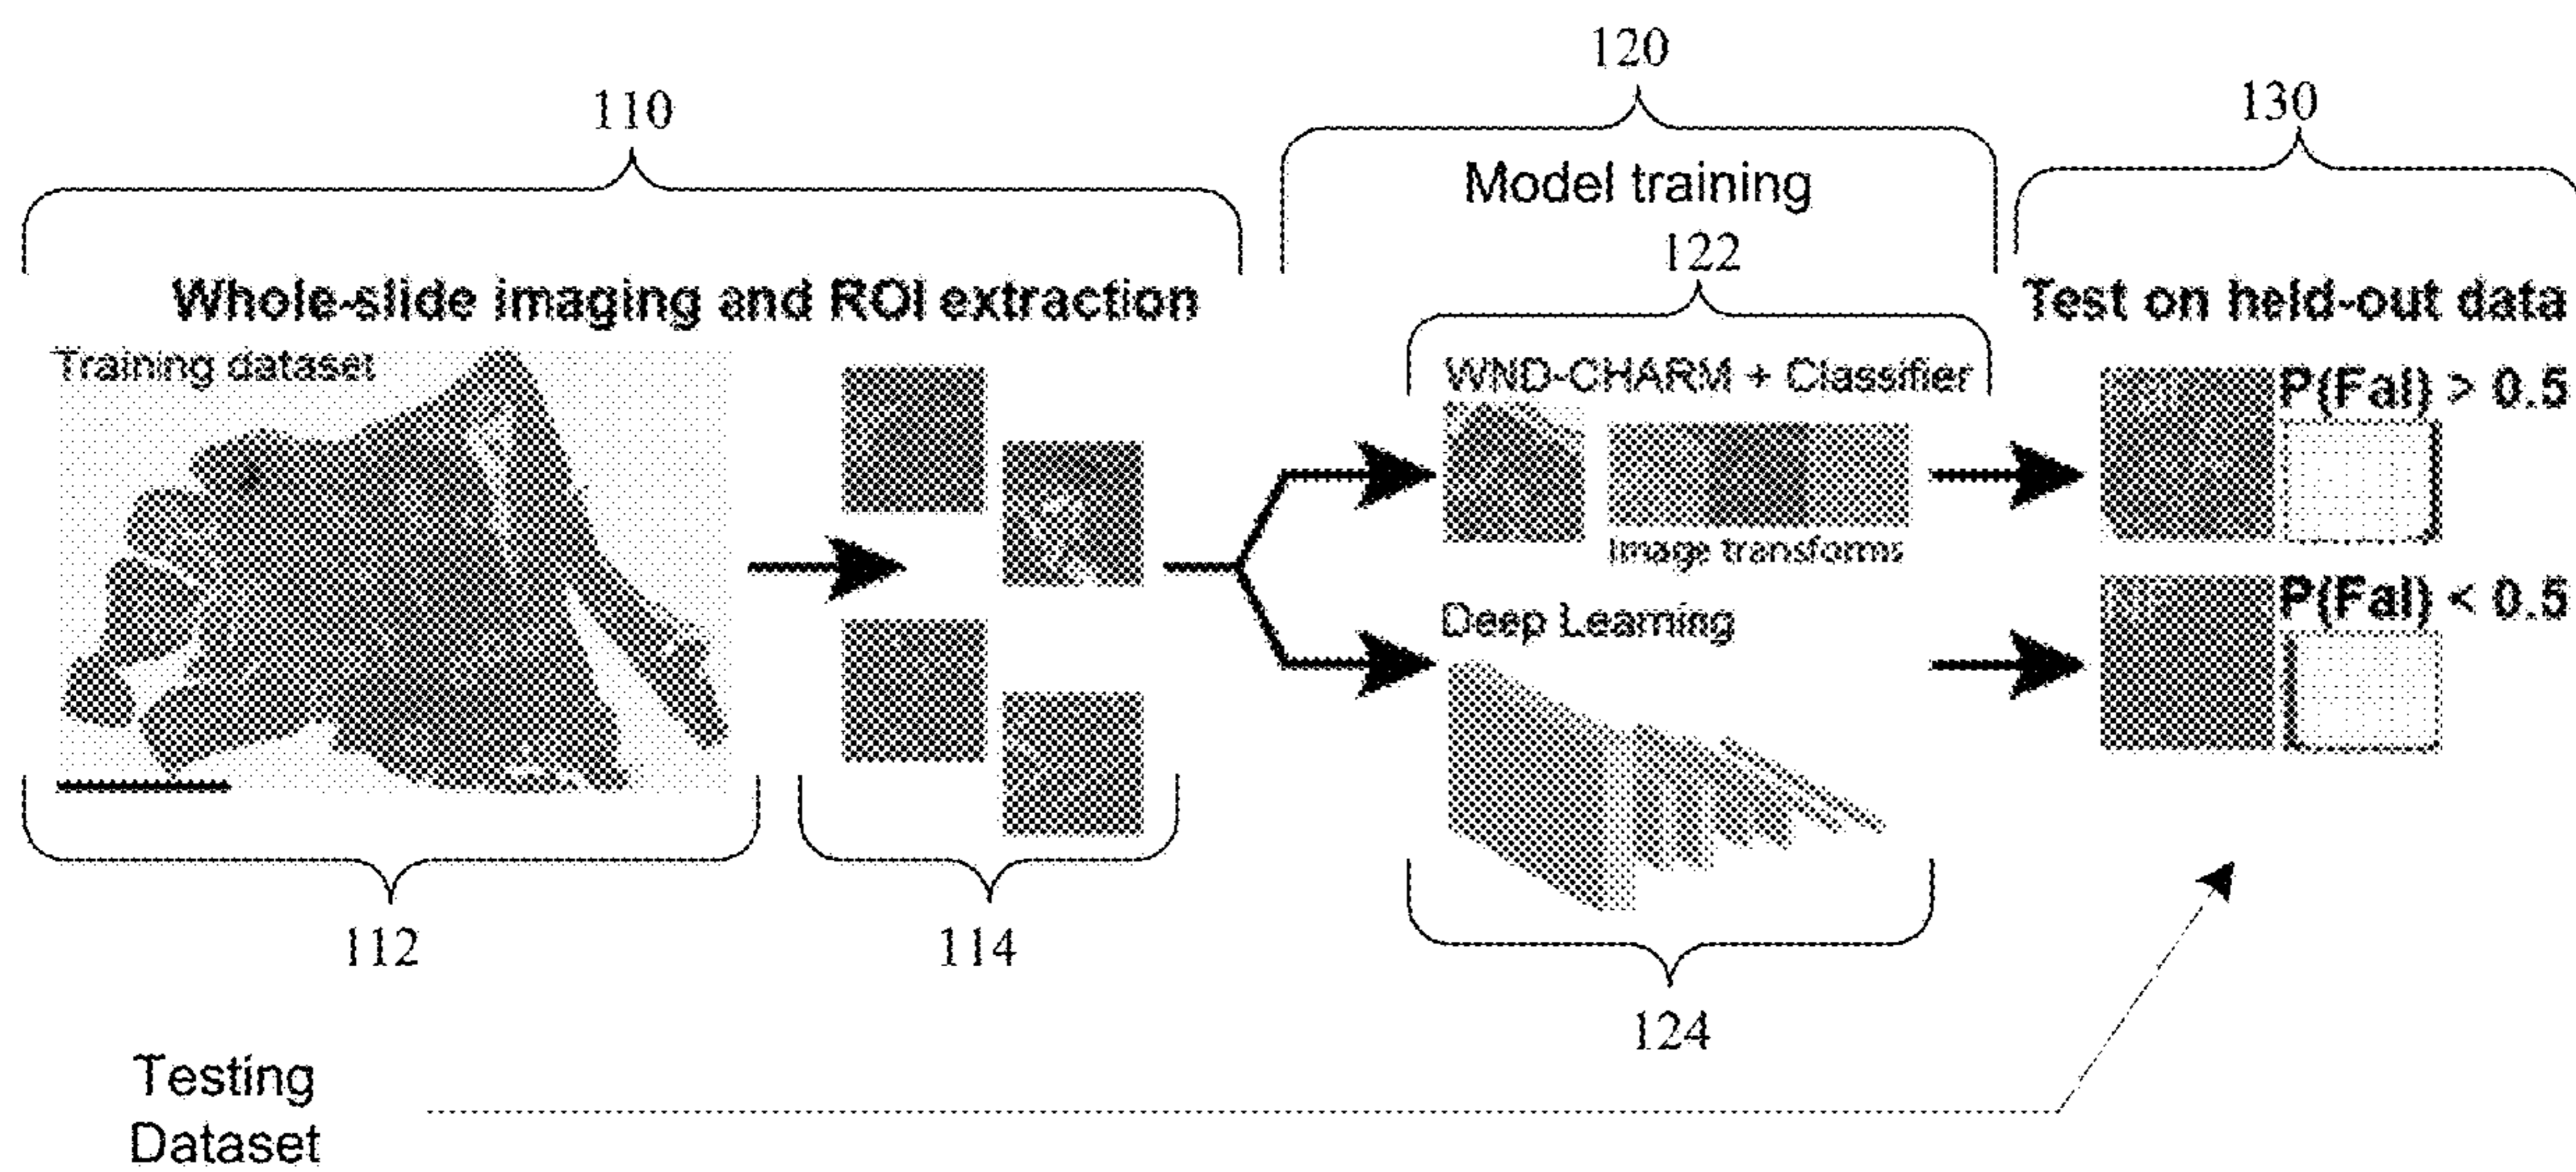 120
110
130
Model training
122
Whole-slide imaging and ROI extraction
Test on held-out data
Training dataset
WND-CHARM + Classifier
P(Fal) > 0.5
Image transforms
P(Fal) < 0.5
Deep Learning
112
114
124
Testing
Dataset